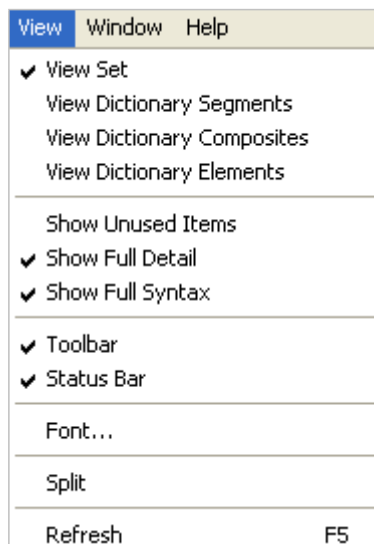 View Window Help
View Set
View Dictionary Segments
View Dictionary Composites
View Dictionary Elements
Show Unused Items
Show Full Detail
Show Full Syntax
Toolbar
Status Bar
Font...
Split
Refresh F5